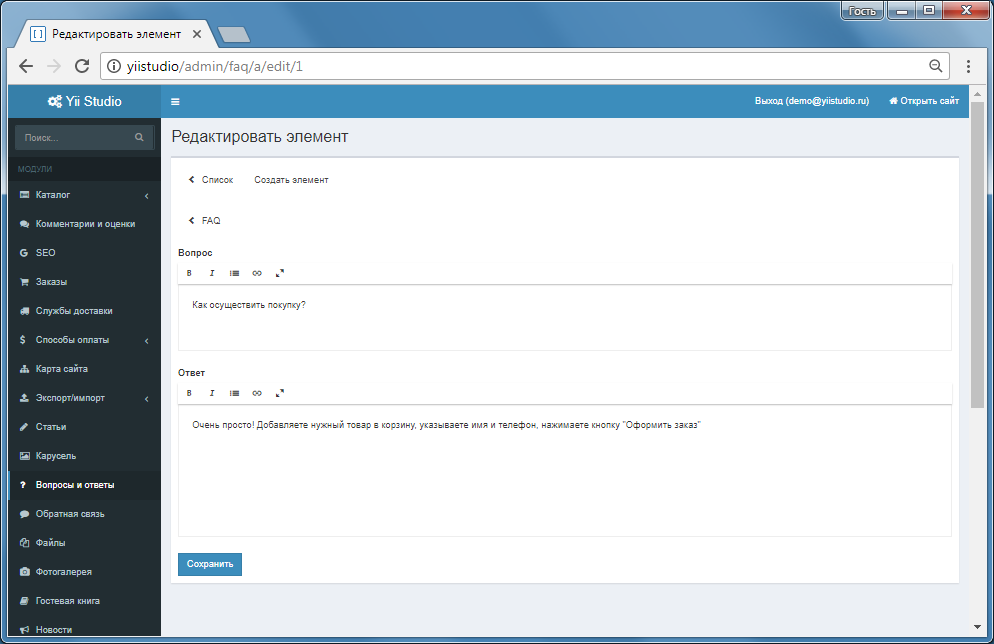 Гость
Редактировать элемент
yiistudio/admin/faq/a/edit/1
Yii Studio
Выход (demo@yiistudio.ru)
Открыть сайт
Поиск...
МОДУЛИ
Каталог
Комментарии и оценки
SEO
Заказы
Службы доставки
Способы оплаты
Карта сайта
Экспорт/импорт
Статьи
Карусель
Вопросы и ответы
Обратная связь
Файлы
Фотогалерея
Гостевая книга
Новости
Редактировать элемент
Список
Создать элемент
FAQ
Вопрос
B I
Как осуществить покупку?
Ответ
B I
Очень просто! Добавляете нужный товар в корзину, указываете имя и телефон, нажимаете кнопку "Оформить заказ"
Сохранить